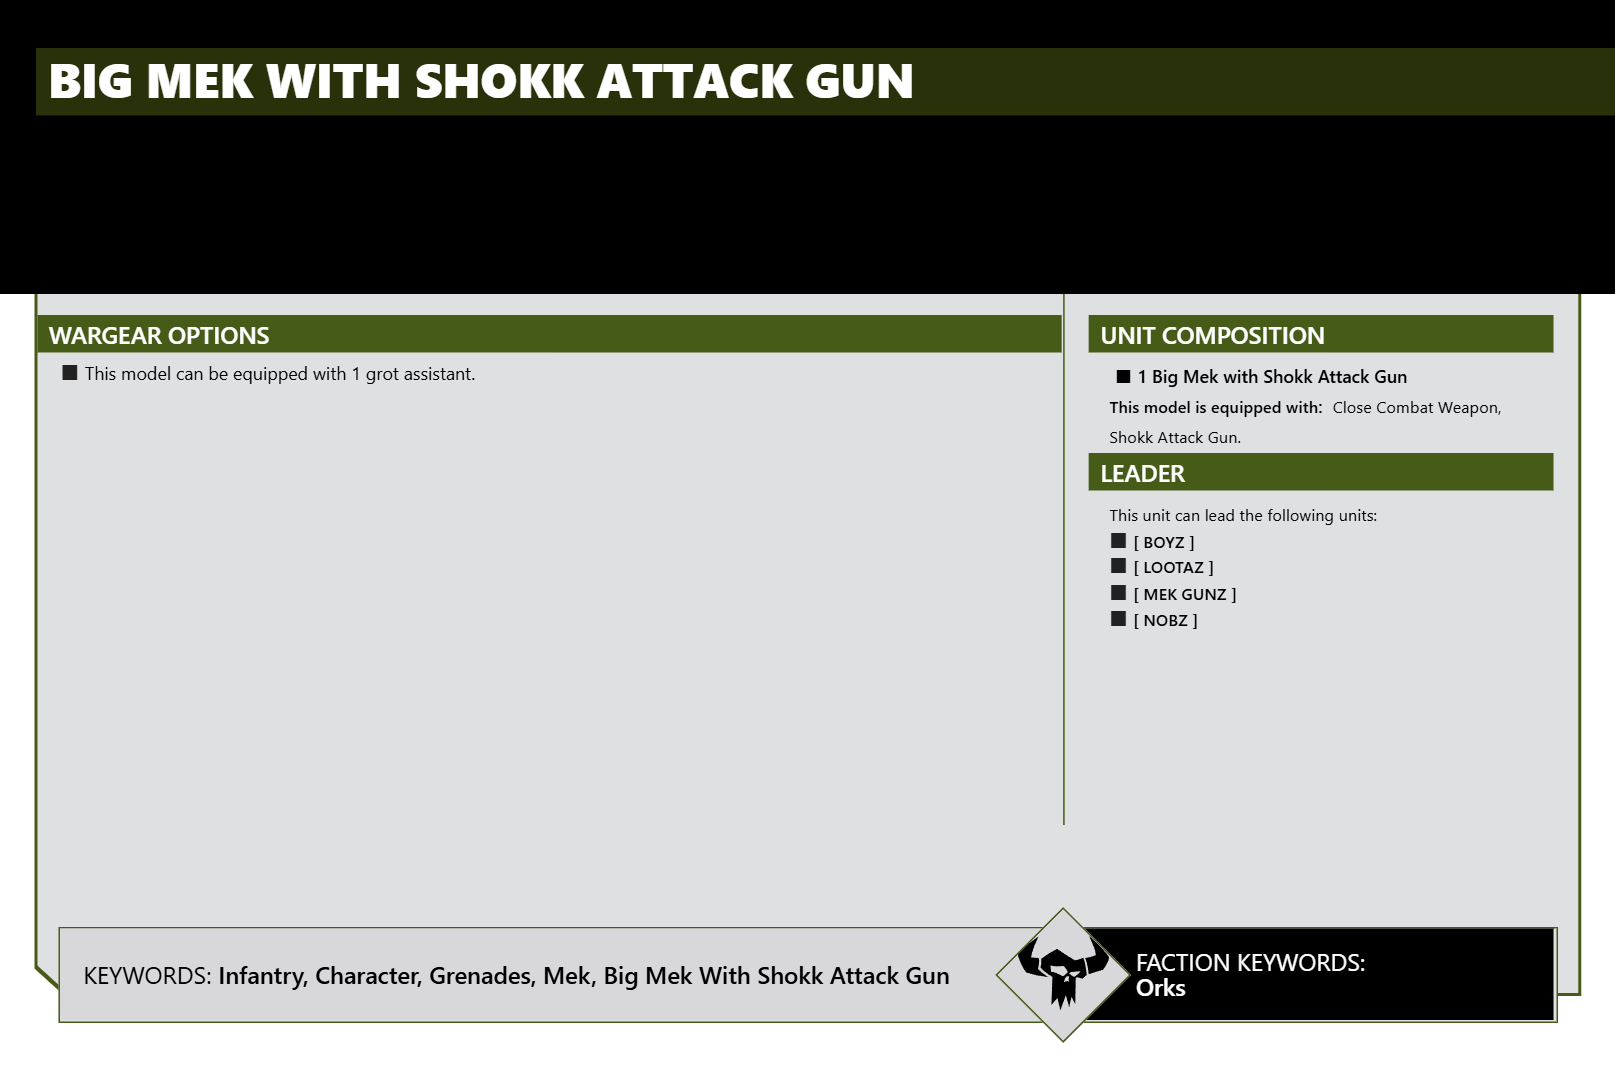 BIG MEK WITH SHOKK ATTACK GUN
WARGEAR OPTIONS
This model can be equipped with 1 grot assistant.
UNIT COMPOSITION
1 Big Mek with Shokk Attack Gun
This model is equipped with: Close Combat Weapon,
Shokk Attack Gun.
LEADER
This unit can lead the following units:
[ BOYZ ]
[ LOOTAZ ]
[ MEK GUNZ ]
[ NOBZ ]
KEYWORDS: Infantry, Character, Grenades, Mek, Big Mek With Shokk Attack Gun
FACTION KEYWORDS:
Orks